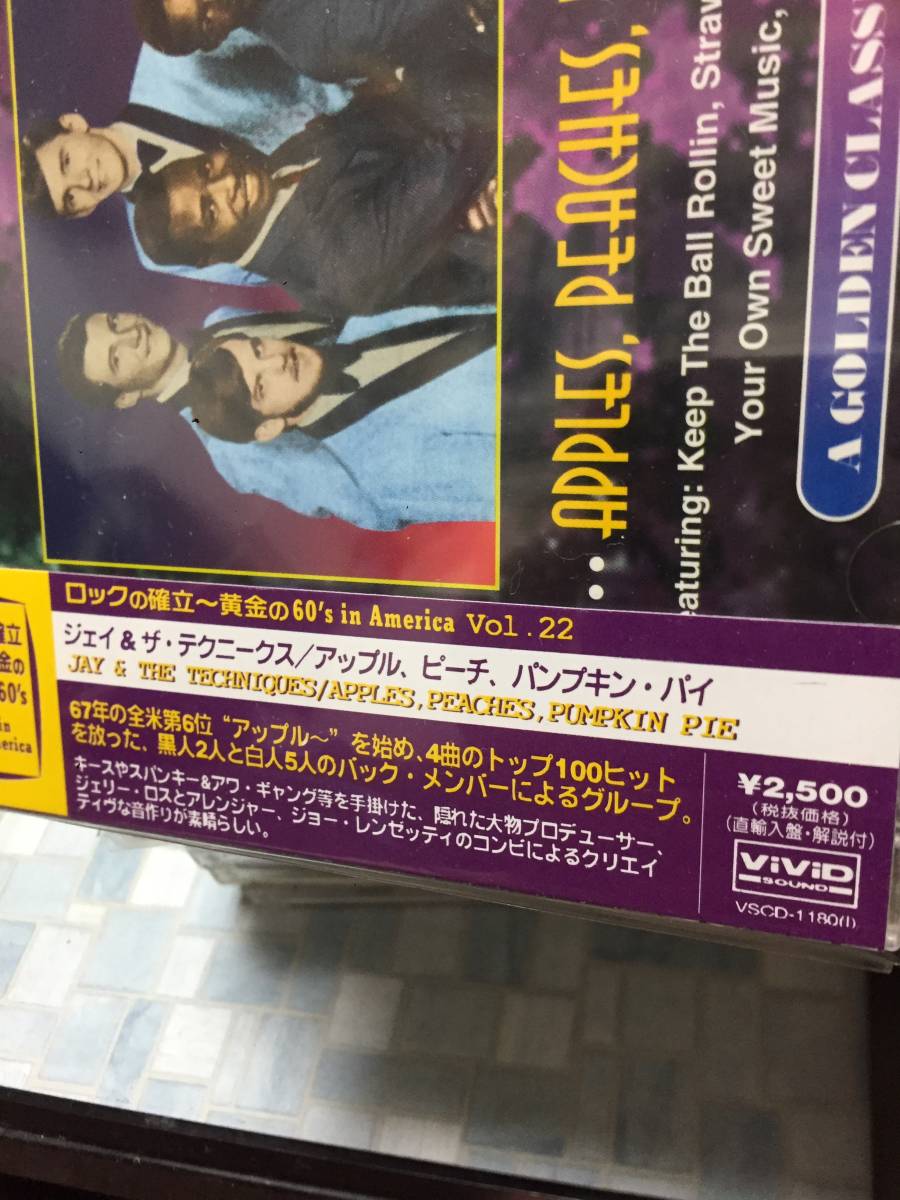 ... APPLES, PEACHES,
Featuring: Keep The Ball Rollin, Straw
Your Own Sweet Music,
A GOLDEN CLASS
確立
金の
60's
in
America
ロックの確立〜黄金の60's in America Vol.22
ジェイ&ザ・テクニークス/アップル、ピーチ、パンプキン・パイ
JAY & THE TECHNIQUES/APPLES,PEACHES,PUMPKIN PIE
67年の全米第6位“アップル〜”を始め、4曲のトップ100ヒット
を放った、黒人2人と白人5人のバック・メンバーによるグループ。
キースやスパンキー&アワ・ギャング等を手掛けた、隠れた大物プロデューサー、
ジェリー・ロスとアレンジャー、ジョー・レンゼッティのコンビによるクリエイ
ティヴな音作りが素晴らしい。
¥2,500
(税抜価格)
(直輸入盤・解説付)
ViViD
SOUND
VSCD-1180(I)